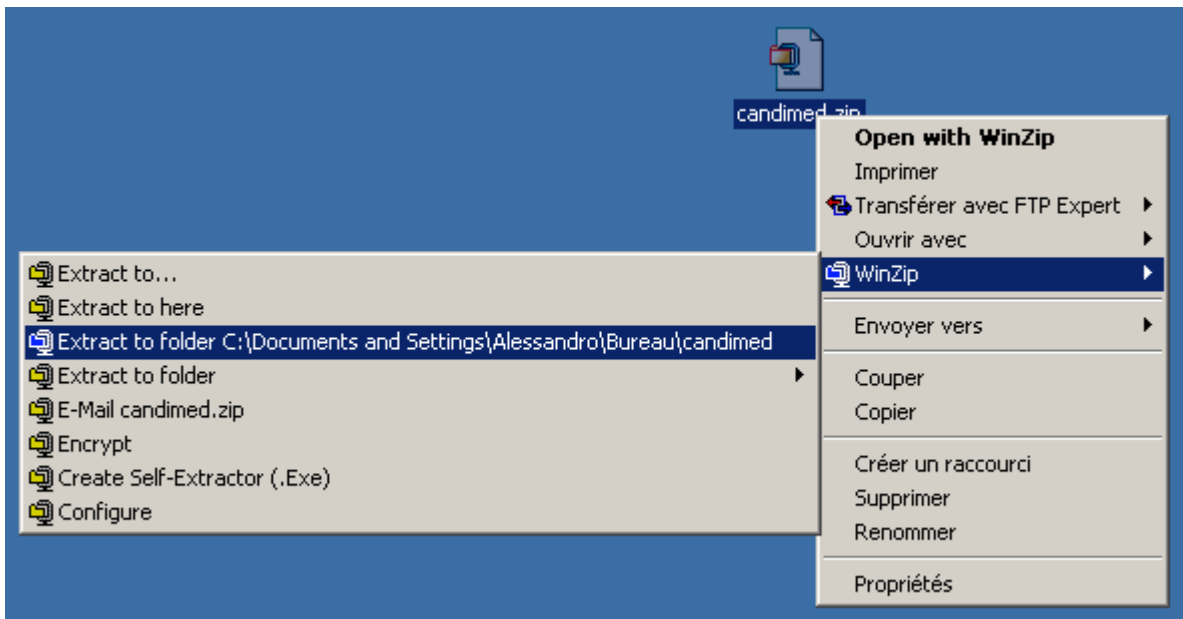 candimed.zip
Open with WinZip
Imprimer
Transférer avec FTP Expert
Ouvrir avec
WinZip
Envoyer vers
Couper
Copier
Créer un raccourci
Supprimer
Renommer
Propriétés
Extract to...
Extract to here
Extract to folder C:\Documents and Settings\Alessandro\Bureau\candimed
Extract to folder
E-Mail candimed.zip
Encrypt
Create Self-Extractor (.Exe)
Configure